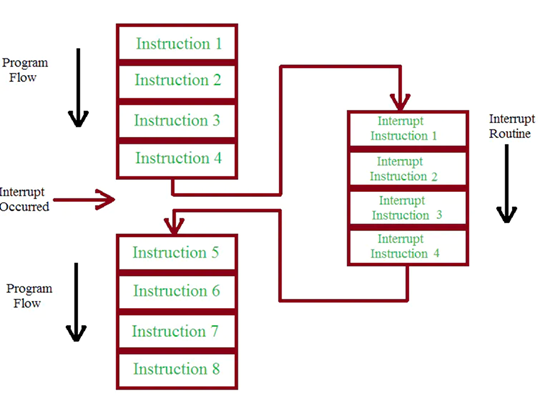 Program
Flow
Instruction 1
Instruction 2
Instruction 3
Instruction 4
Interrupt
Occurred
Interrupt
Instruction 1
Interrupt
Instruction 2
Interrupt
Instruction 3
Interrupt
Instruction 4
Interrupt
Routine
Program
Flow
Instruction 5
Instruction 6
Instruction 7
Instruction 8